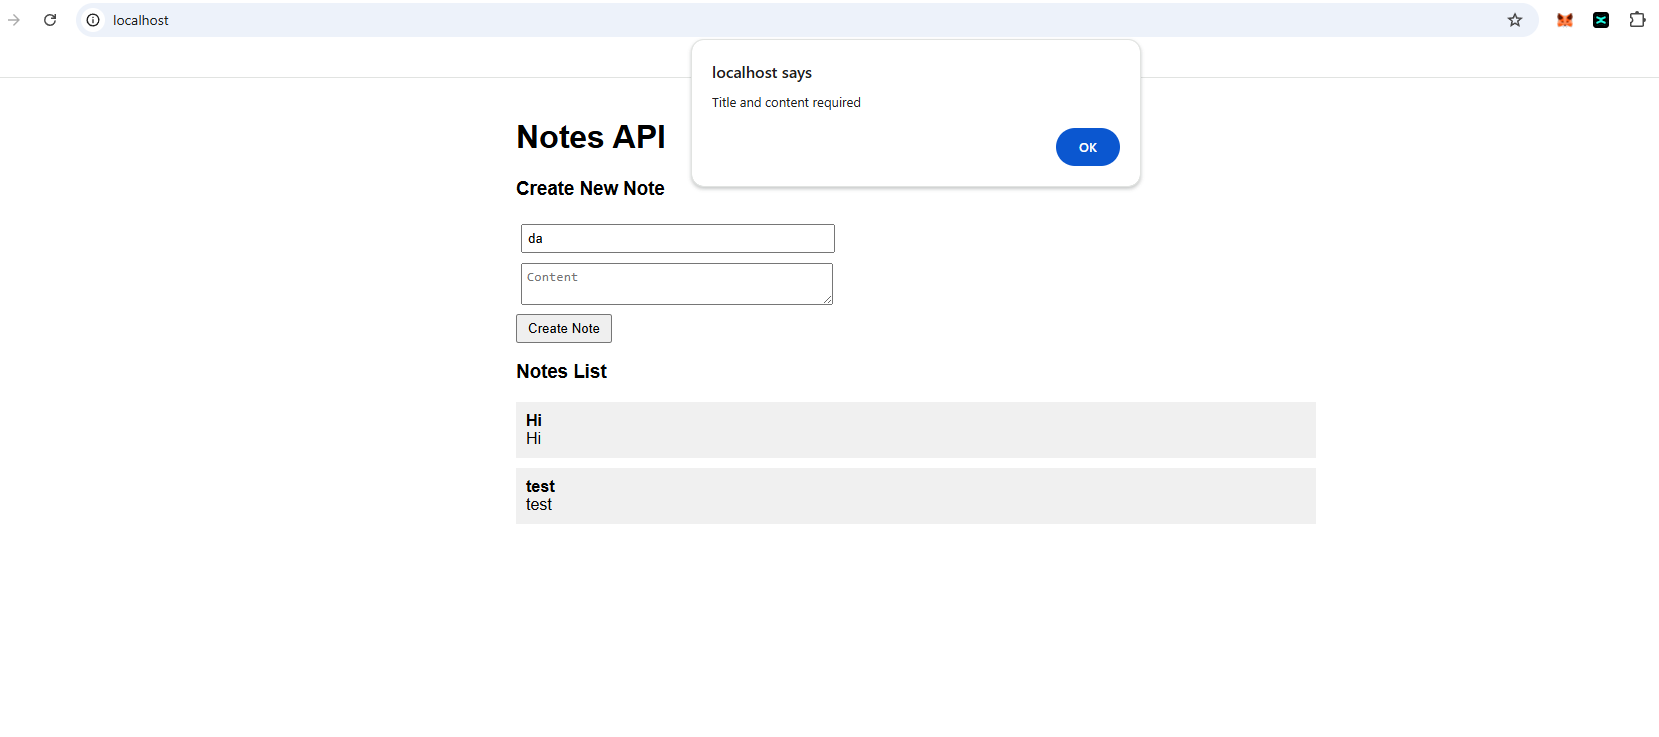 localhost
localhost says
Title and content required
OK
Notes API
Create New Note
da
Content
Create Note
Notes List
Hi
Hi
test
test